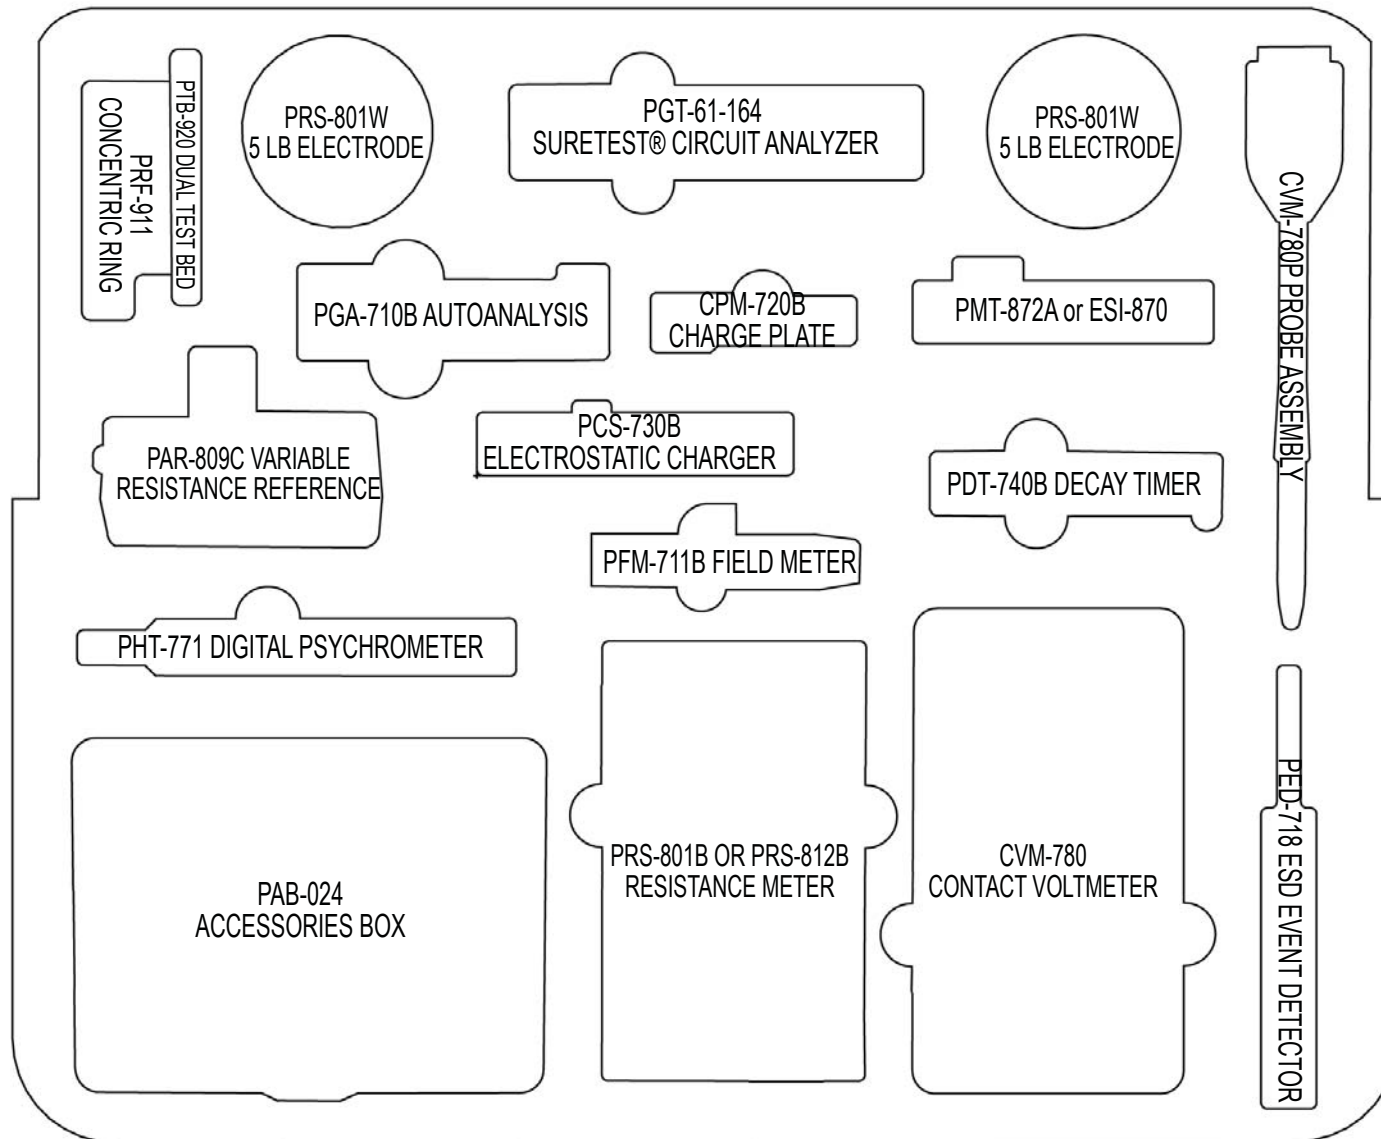 PTB-920 DUAL TEST BED
PRF-911
CONCENTRIC RING
PRS-801W
5 LB ELECTRODE
PGT-61-164
SURETEST® CIRCUIT ANALYZER
PRS-801W
5 LB ELECTRODE
CVM-780P PROBE ASSEMBLY
PGA-710B AUTOANALYSIS
CPM-720B
CHARGE PLATE
PMT-872A or ESI-870
PAR-809C VARIABLE
RESISTANCE REFERENCE
PCS-730B
ELECTROSTATIC CHARGER
PDT-740B DECAY TIMER
PFM-711B FIELD METER
PHT-771 DIGITAL PSYCHROMETER
PAB-024
ACCESSORIES BOX
PRS-801B OR PRS-812B
RESISTANCE METER
CVM-780
CONTACT VOLTMETER
PED-718 ESD EVENT DETECTOR